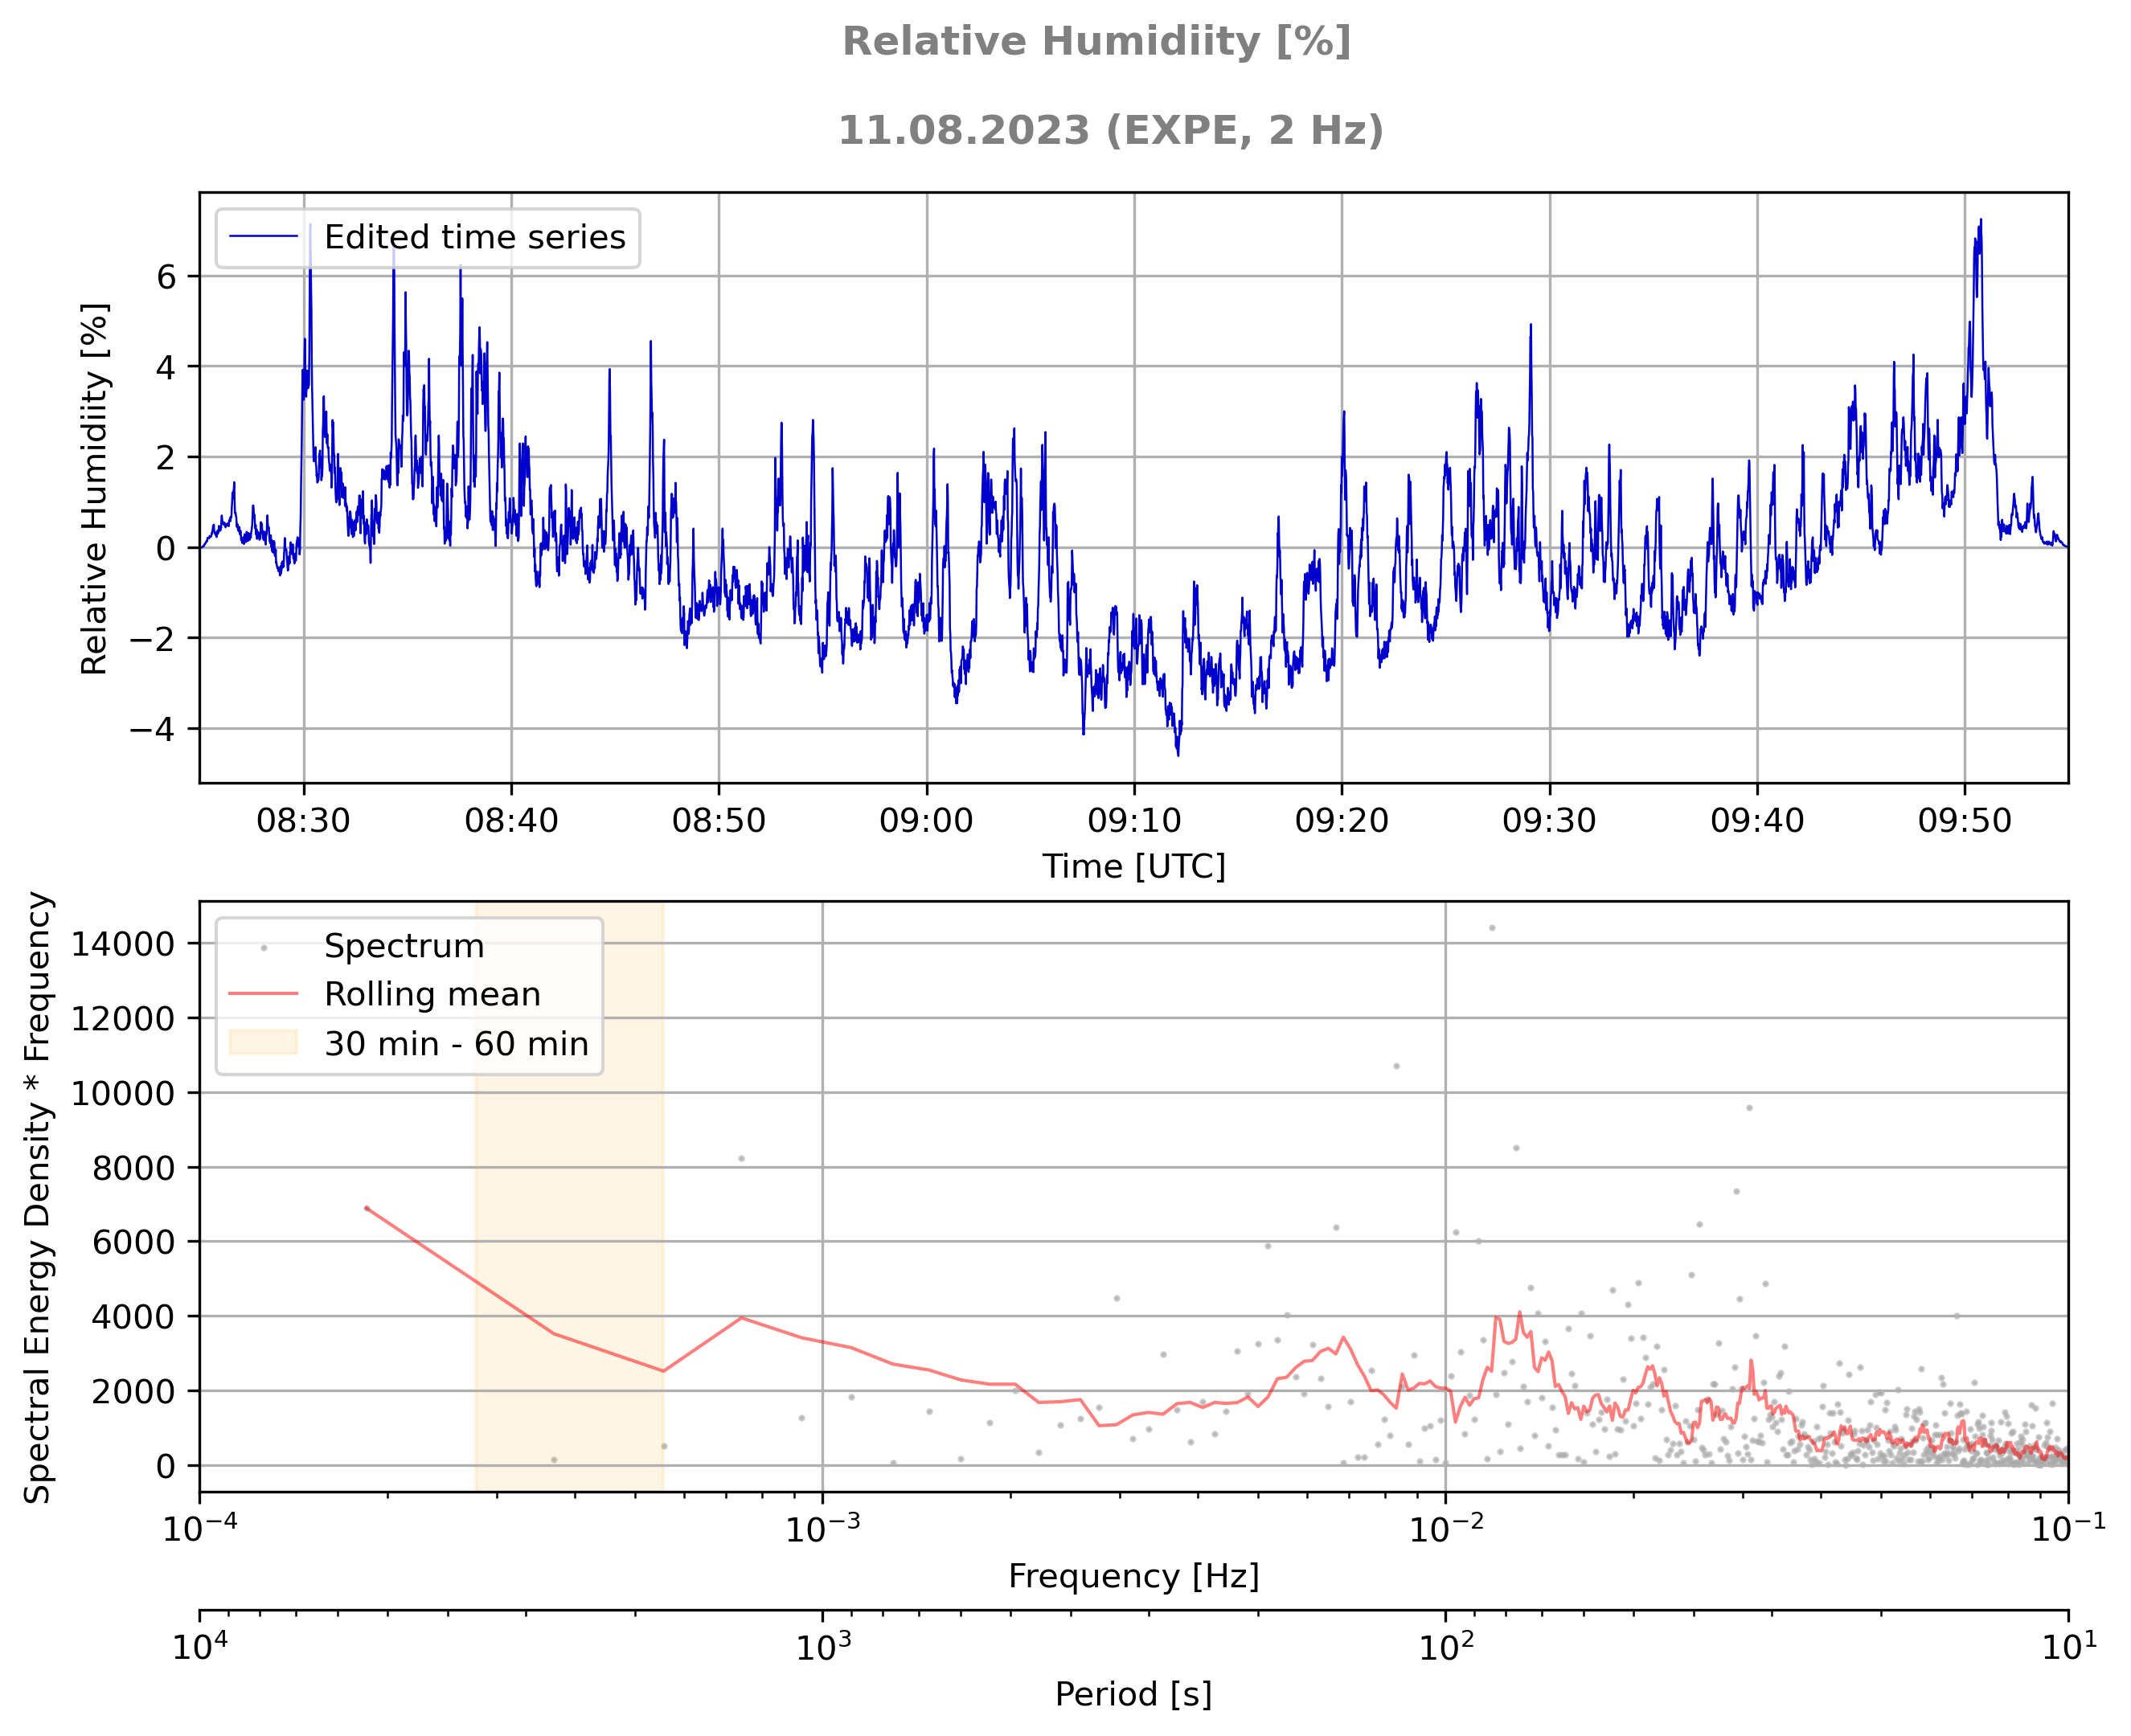 Relative Humidiity [%]
11.08.2023 (EXPE, 2 Hz)
Edited time series
Relative Humidiity [%]
6
4
2
0
−2
−4
08:30 08:40 08:50 09:00 09:10 09:20 09:30 09:40 09:50
Time [UTC]
Spectrum
Rolling mean
30 min - 60 min
Spectral Energy Density * Frequency
14000
12000
10000
8000
6000
4000
2000
0
10⁻⁴ 10⁻³ 10⁻² 10⁻¹
Frequency [Hz]
10⁴ 10³ 10² 10¹
Period [s]